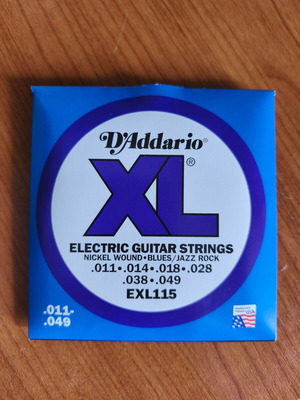 D'Addario®
XL®
ELECTRIC GUITAR STRINGS
NICKEL WOUND•BLUES/JAZZ ROCK
.011•.014•.018•.028
.038•.049
EXL115
.011-
.049